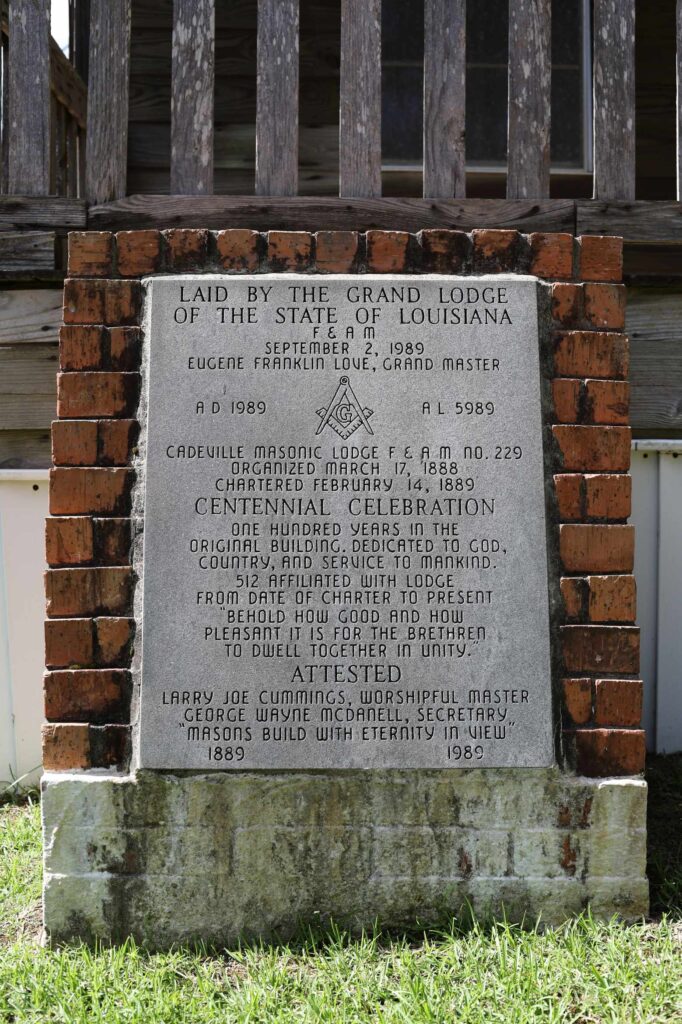 LAID BY THE GRAND LODGE
OF THE STATE OF LOUISIANA
F & A M
SEPTEMBER 2, 1989
EUGENE FRANKLIN LOVE, GRAND MASTER
A D 1989 G A L 5989
CADEVILLE MASONIC LODGE F & A M NO. 229
ORGANIZED MARCH 17, 1888
CHARTERED FEBRUARY 14, 1889
CENTENNIAL CELEBRATION
ONE HUNDRED YEARS IN THE
ORIGINAL BUILDING. DEDICATED TO GOD,
COUNTRY, AND SERVICE TO MANKIND.
512 AFFILIATED WITH LODGE
FROM DATE OF CHARTER TO PRESENT
"BEHOLD HOW GOOD AND HOW
PLEASANT IT IS FOR THE BRETHREN
TO DWELL TOGETHER IN UNITY."
ATTESTED
LARRY JOE CUMMINGS, WORSHIPFUL MASTER
GEORGE WAYNE MCDANELL, SECRETARY
"MASONS BUILD WITH ETERNITY IN VIEW"
1889 1989